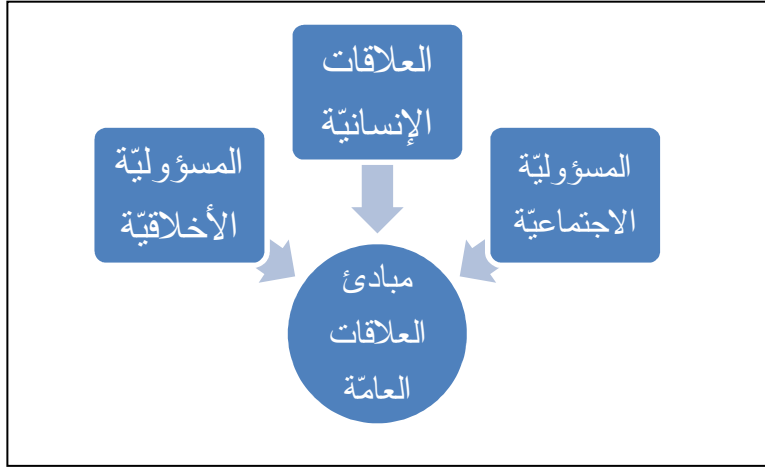 العلاقات
الإنسانيّة
المسؤوليّة
الاجتماعيّة
المسؤوليّة
الأخلاقيّة
مبادئ
العلاقات
العامّة